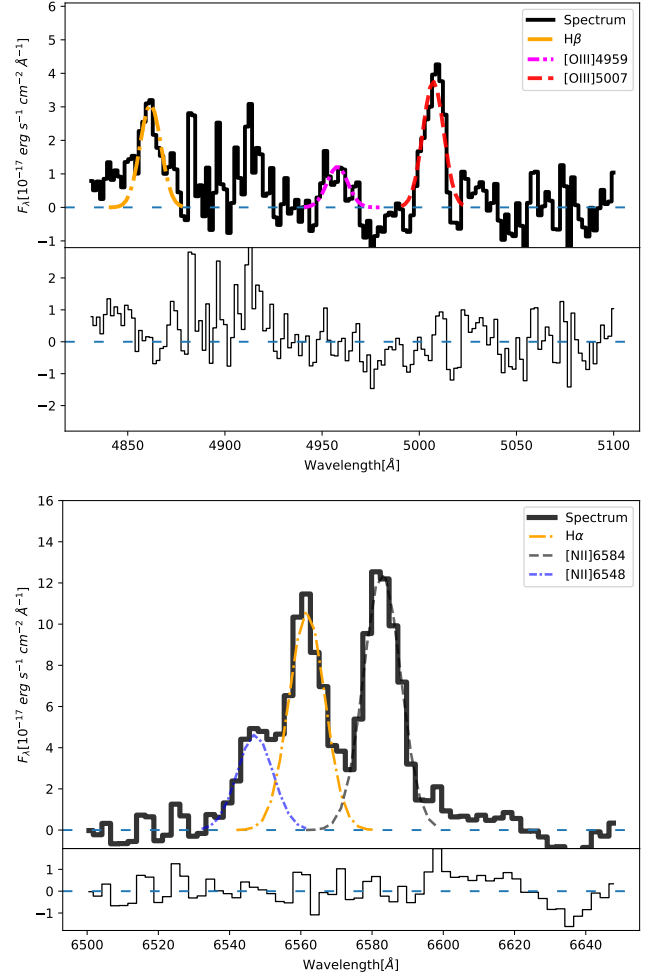 6
5
4
3
2
1
0
−1
F_λ[10⁻¹⁷ erg s⁻¹ cm⁻² Å⁻¹]
Spectrum
Hβ
[OIII]4959
[OIII]5007
2
1
0
−1
−2
4850 4900 4950 5000 5050 5100
Wavelength[Å]
16
14
12
10
8
6
4
2
0
F_λ[10⁻¹⁷ erg s⁻¹ cm⁻² Å⁻¹]
Spectrum
Hα
[NII]6584
[NII]6548
1
0
−1
6500 6520 6540 6560 6580 6600 6620 6640
Wavelength[Å]